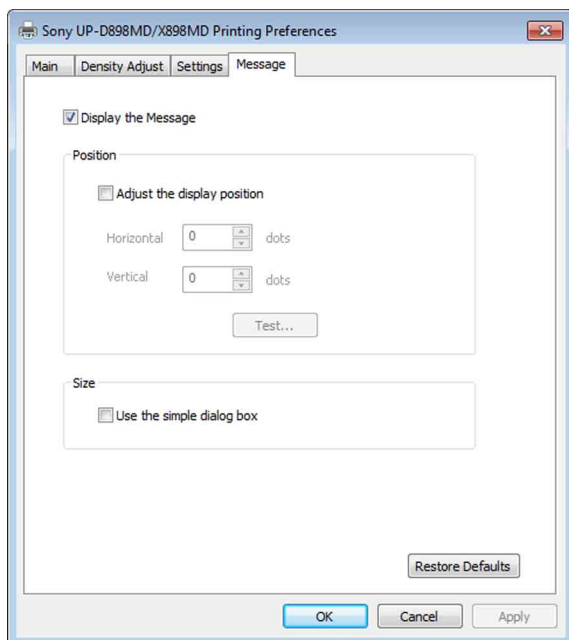 Sony UP-D898MD/X898MD Printing Preferences
Main Density Adjust Settings Message
Display the Message
Position
Adjust the display position
Horizontal 0 dots
Vertical 0 dots
Test...
Size
Use the simple dialog box
Restore Defaults
OK Cancel Apply